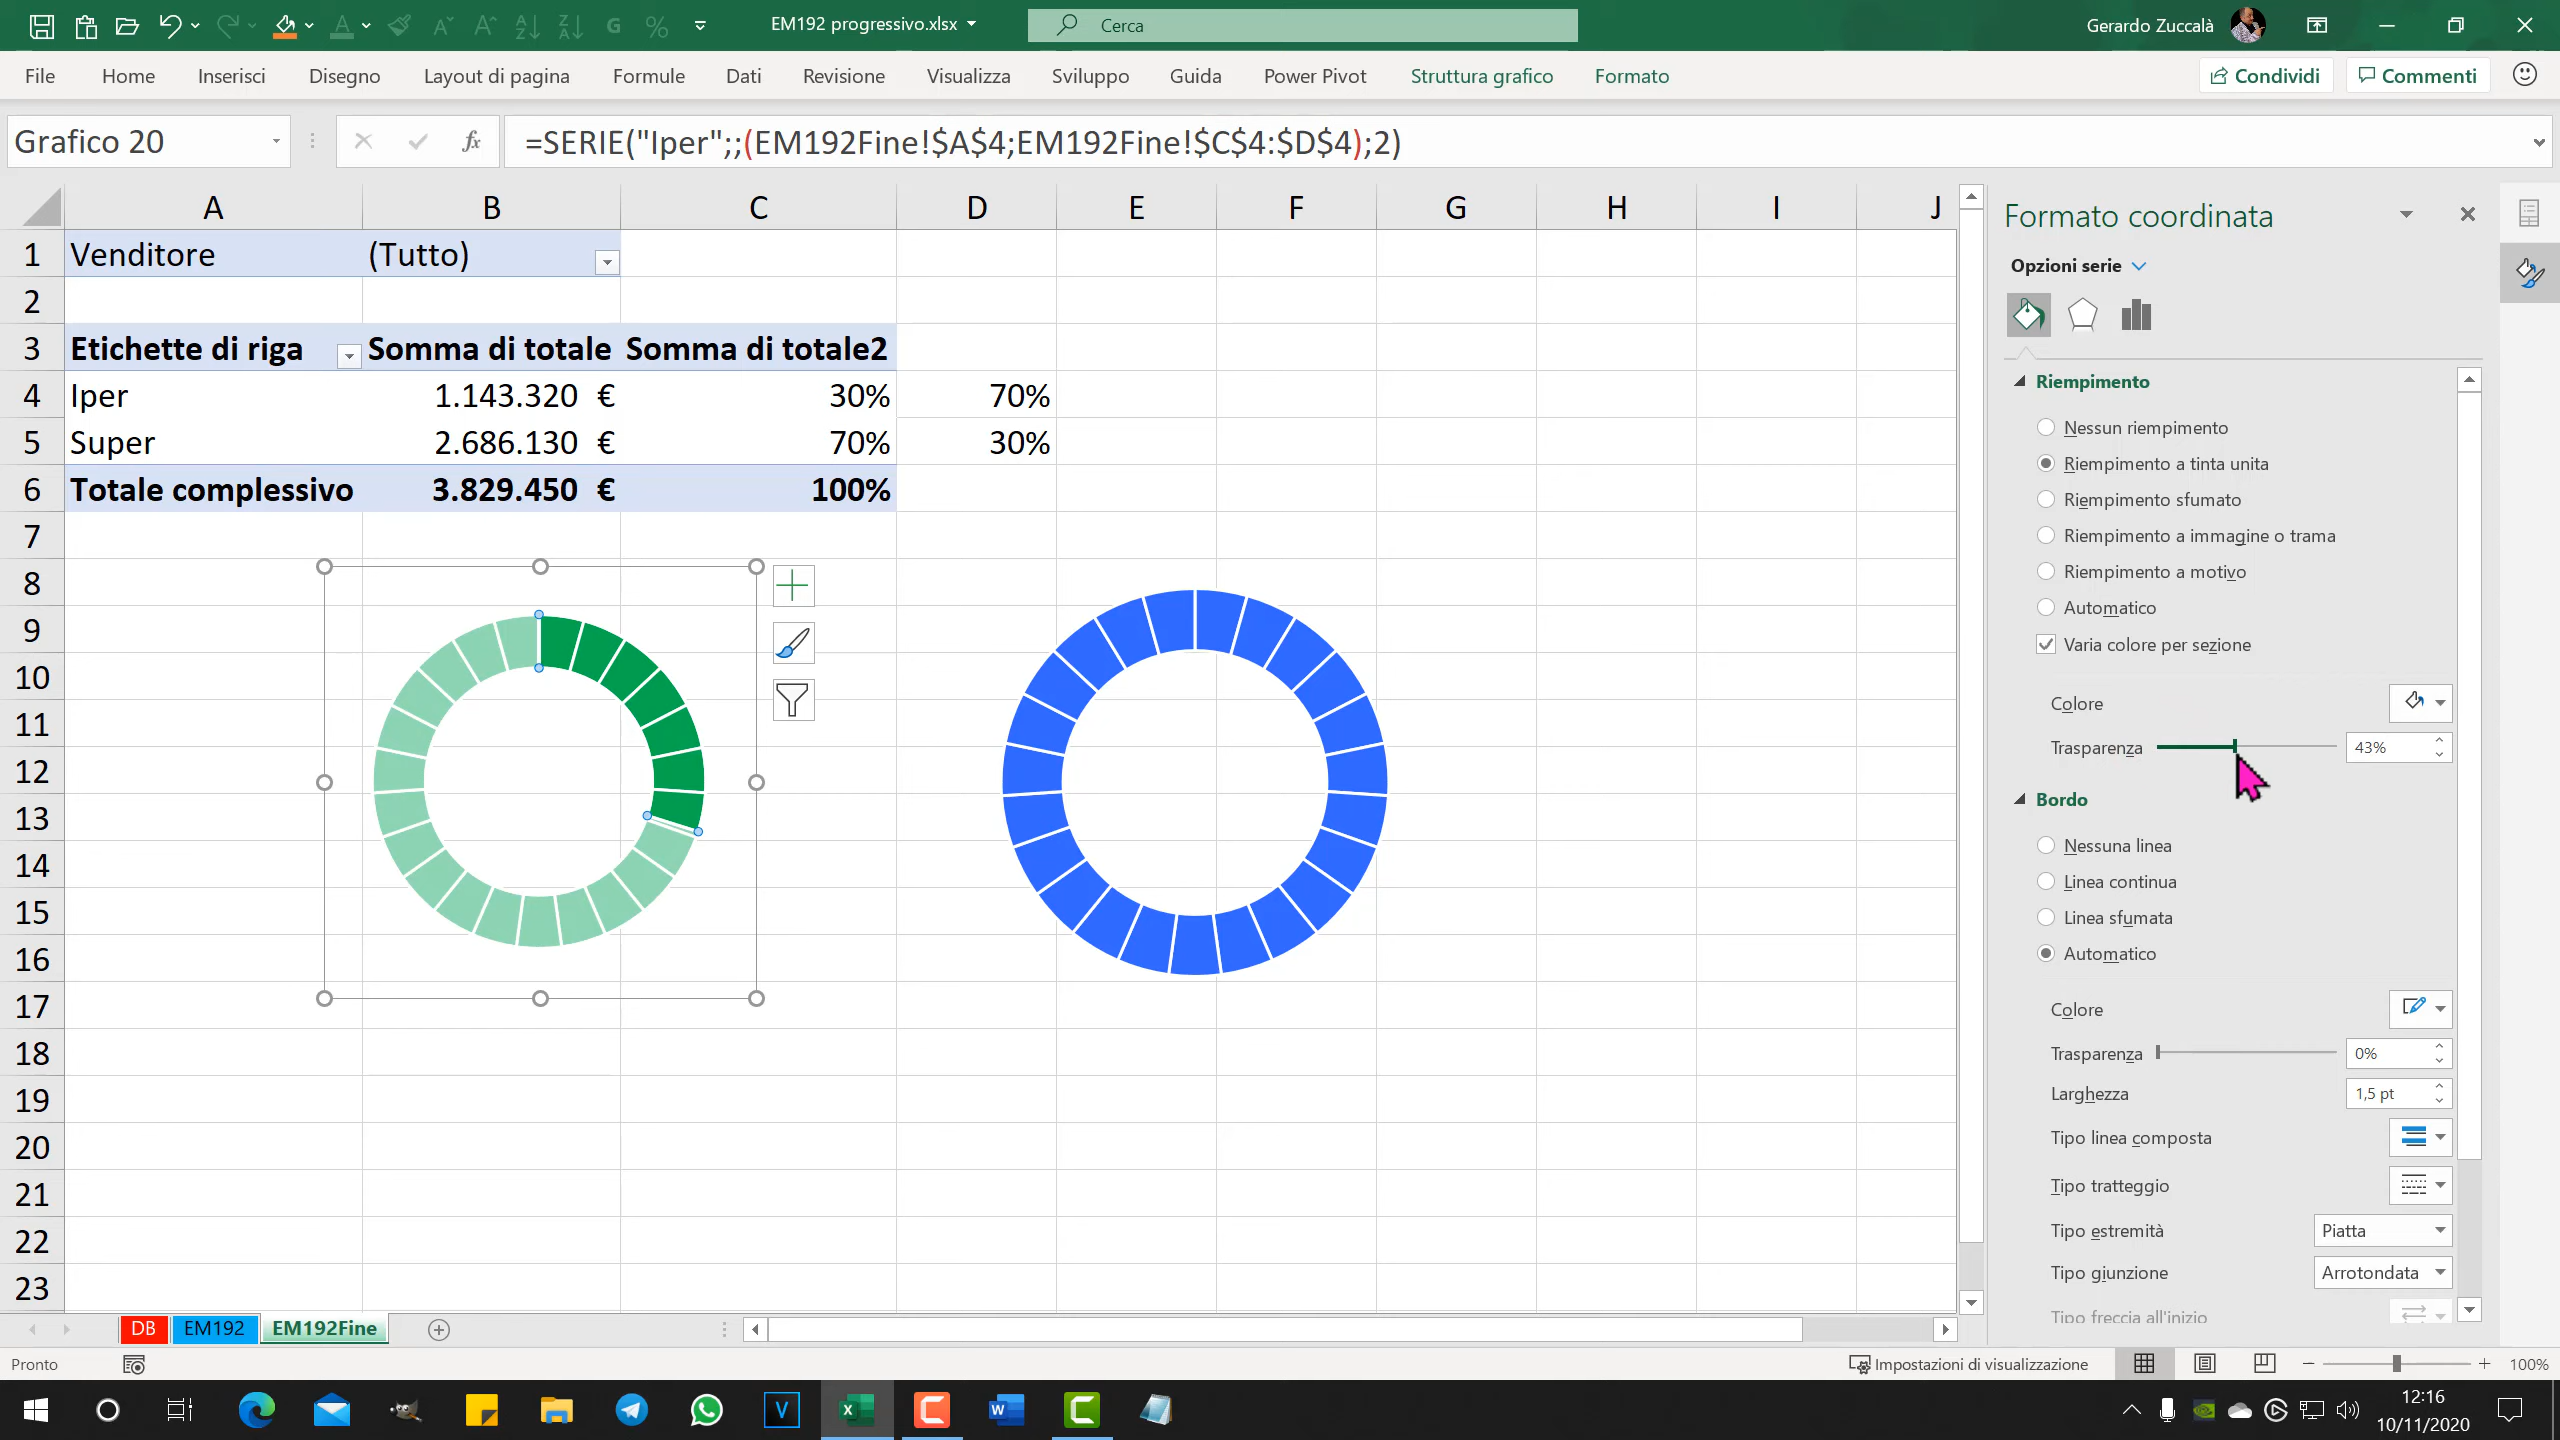 EM192 progressivo.xlsx
Cerca
Gerardo Zuccalà
File Home Inserisci Disegno Layout di pagina Formule Dati Revisione Visualizza Sviluppo Guida Power Pivot Struttura grafico Formato
Condividi
Commenti
Grafico 20
fx
=SERIE("Iper";;(EM192Fine!$A$4;EM192Fine!$C$4:$D$4);2)
A B C D E F G H I J
1 Venditore (Tutto)
2
3 Etichette di riga Somma di totale Somma di totale2
4 Iper 1.143.320 € 30% 70%
5 Super 2.686.130 € 70% 30%
6 Totale complessivo 3.829.450 € 100%
7
8
9
10
11
12
13
14
15
16
17
18
19
20
21
22
23
Formato coordinata
Opzioni serie
Riempimento
Nessun riempimento
Riempimento a tinta unita
Riempimento sfumato
Riempimento a immagine o trama
Riempimento a motivo
Automatico
Varia colore per sezione
Colore
Trasparenza 43%
Bordo
Nessuna linea
Linea continua
Linea sfumata
Automatico
Colore
Trasparenza 0%
Larghezza 1,5 pt
Tipo linea composta
Tipo tratteggio
Tipo estremità Piatta
Tipo giunzione Arrotondata
Tipo freccia all'inizio
DB EM192 EM192Fine
Pronto
Impostazioni di visualizzazione
100%
12:16
10/11/2020